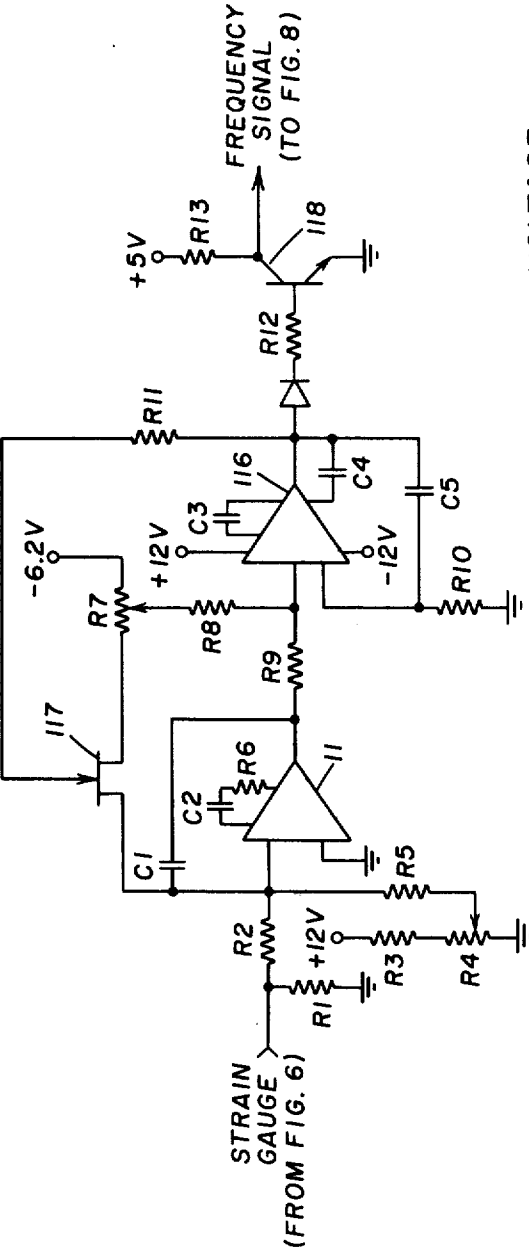 STRAIN
GAUGE
(FROM FIG. 6)
R1
R2
+12V
R3
R4
R5
C1
C2
R6
11
117
R7
-6.2V
R8
R9
+12V
C3
116
-12V
C4
C5
R10
R11
R12
+5V
R13
118
FREQUENCY
SIGNAL
(TO FIG. 8)